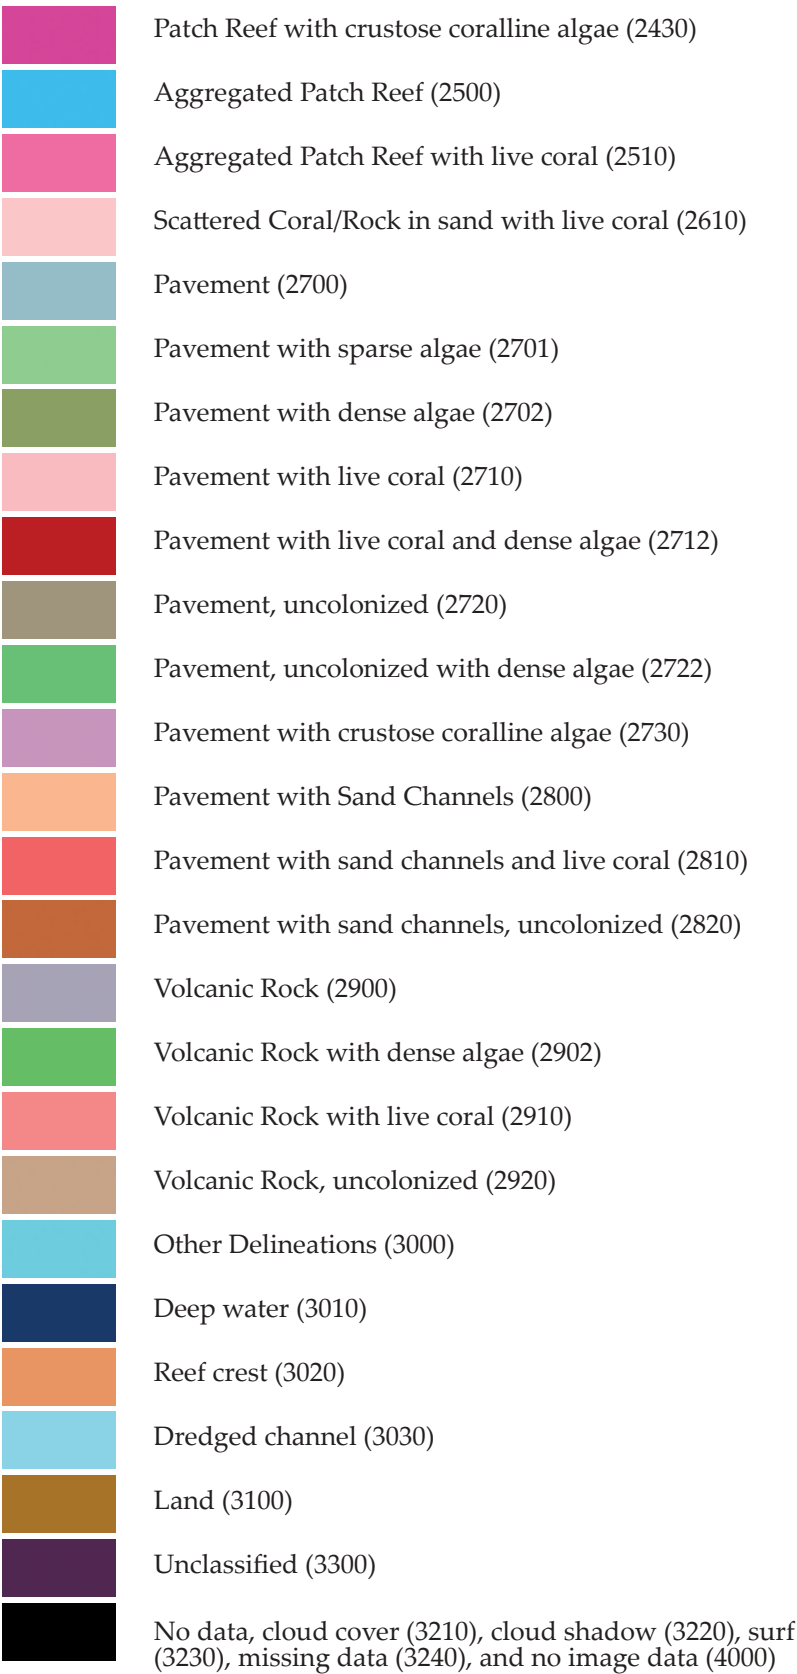 Patch Reef with crustose coralline algae (2430)
Aggregated Patch Reef (2500)
Aggregated Patch Reef with live coral (2510)
Scattered Coral/Rock in sand with live coral (2610)
Pavement (2700)
Pavement with sparse algae (2701)
Pavement with dense algae (2702)
Pavement with live coral (2710)
Pavement with live coral and dense algae (2712)
Pavement, uncolonized (2720)
Pavement, uncolonized with dense algae (2722)
Pavement with crustose coralline algae (2730)
Pavement with Sand Channels (2800)
Pavement with sand channels and live coral (2810)
Pavement with sand channels, uncolonized (2820)
Volcanic Rock (2900)
Volcanic Rock with dense algae (2902)
Volcanic Rock with live coral (2910)
Volcanic Rock, uncolonized (2920)
Other Delineations (3000)
Deep water (3010)
Reef crest (3020)
Dredged channel (3030)
Land (3100)
Unclassified (3300)
No data, cloud cover (3210), cloud shadow (3220), surf
(3230), missing data (3240), and no image data (4000)